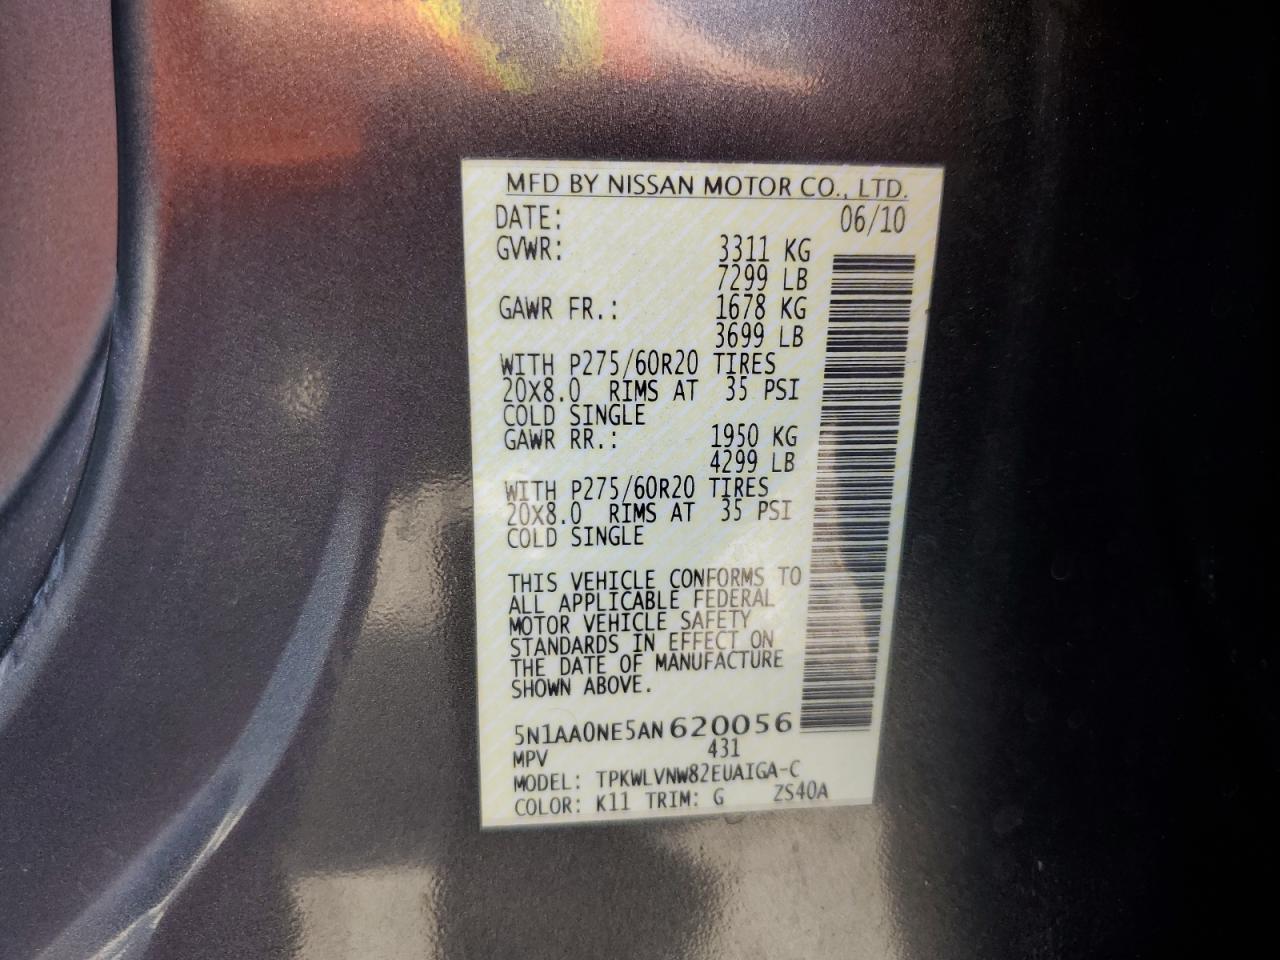 MFD BY NISSAN MOTOR CO., LTD.
DATE: 06/10
GVWR: 3311 KG
7299 LB
GAWR FR.: 1678 KG
3699 LB
WITH P275/60R20 TIRES
20X8.0 RIMS AT 35 PSI
COLD SINGLE
GAWR RR.: 1950 KG
4299 LB
WITH P275/60R20 TIRES
20X8.0 RIMS AT 35 PSI
COLD SINGLE
THIS VEHICLE CONFORMS TO
ALL APPLICABLE FEDERAL
MOTOR VEHICLE SAFETY
STANDARDS IN EFFECT ON
THE DATE OF MANUFACTURE
SHOWN ABOVE.
5N1AA0NE5AN620056
MPV 431
MODEL: TPKWLVNW82EUAIGA-C
COLOR: K11 TRIM: G ZS40A